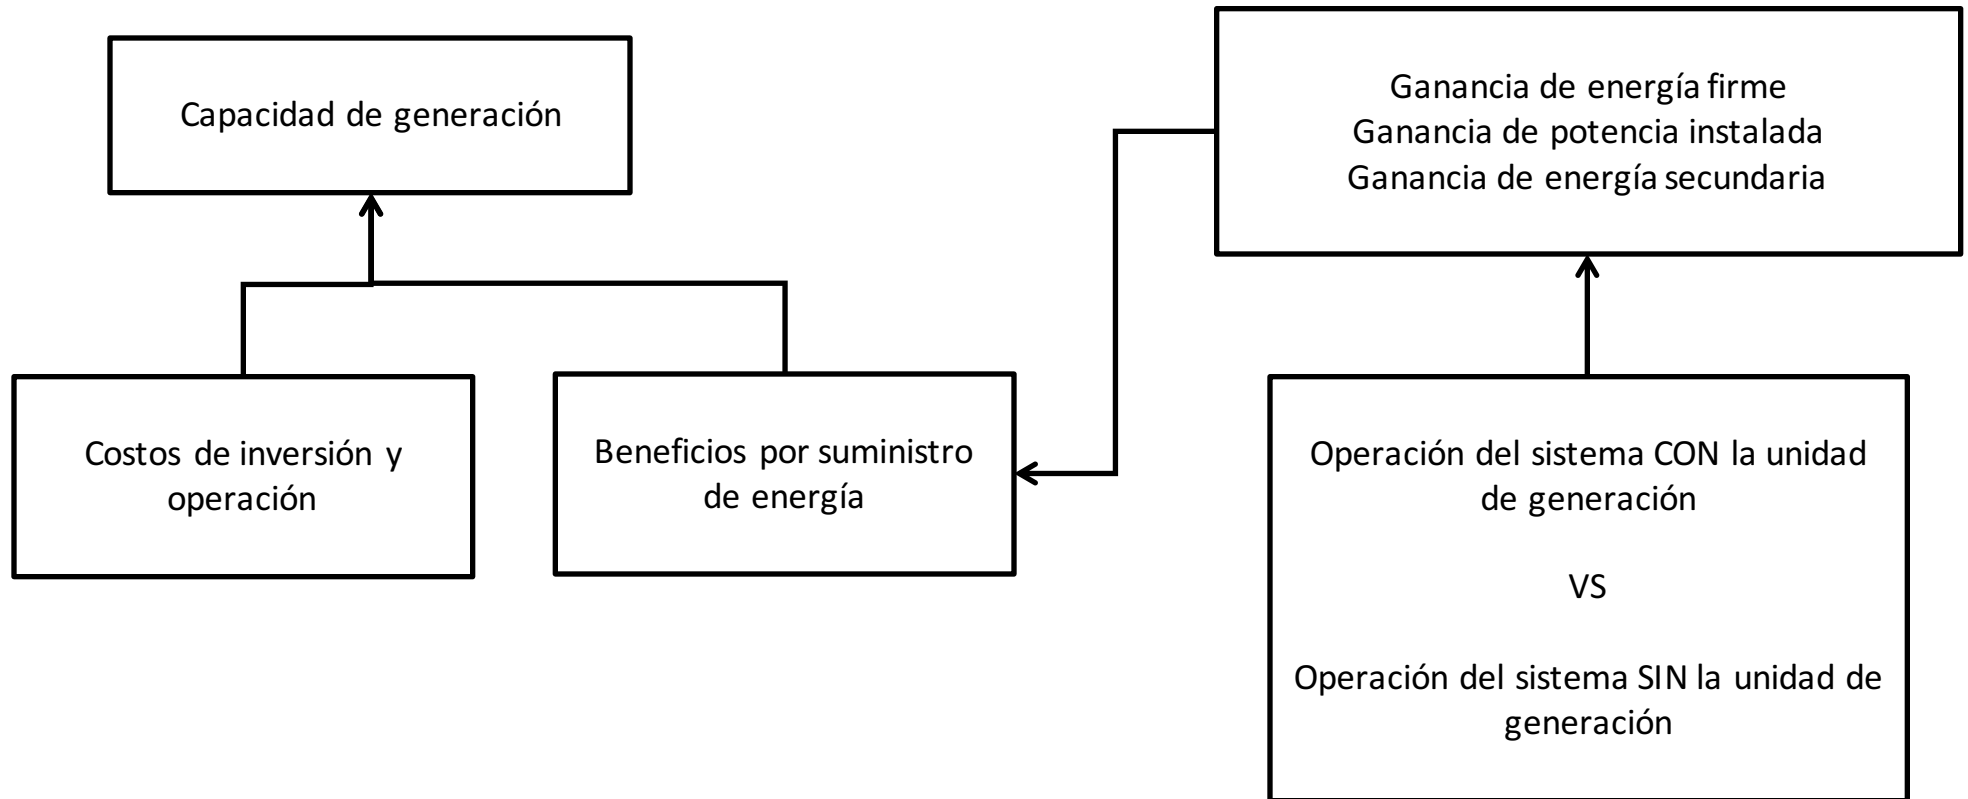 Capacidad de generación
Costos de inversión y
operación
Beneficios por suministro
de energía
Ganancia de energía firme
Ganancia de potencia instalada
Ganancia de energía secundaria
Operación del sistema CON la unidad
de generación
VS
Operación del sistema SIN la unidad de
generación